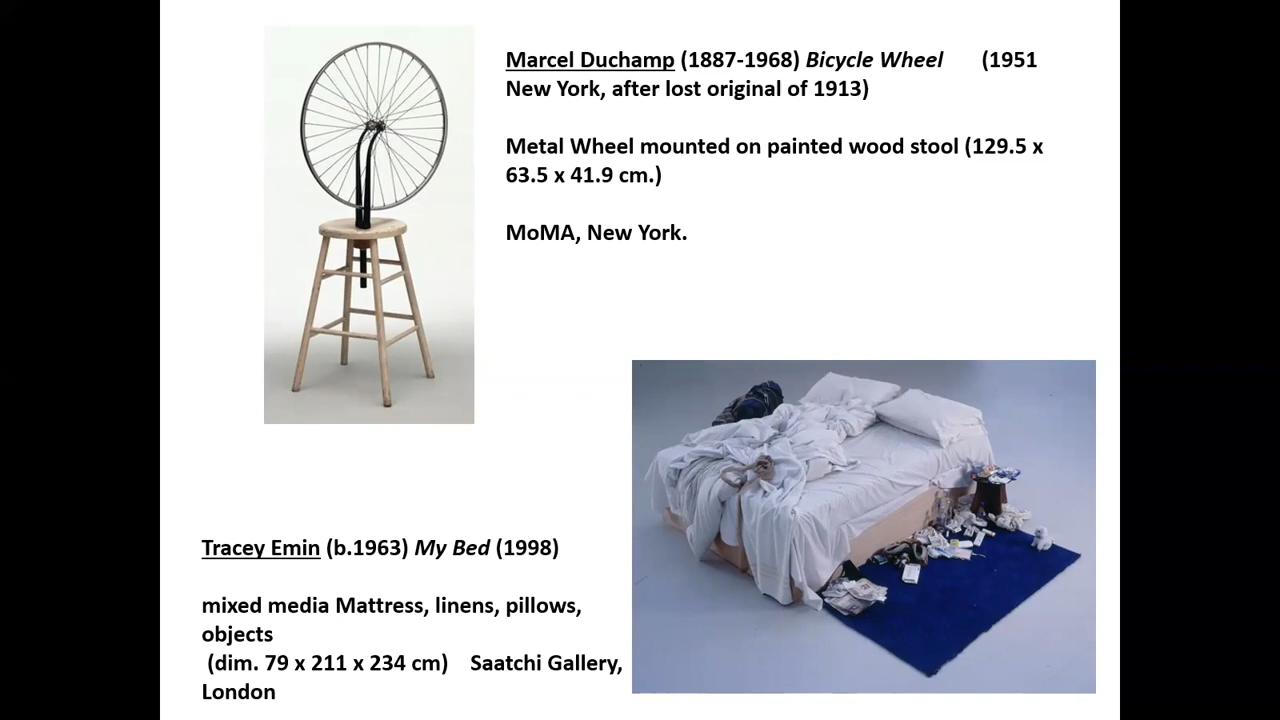 Marcel Duchamp (1887-1968) Bicycle Wheel (1951
New York, after lost original of 1913)
Metal Wheel mounted on painted wood stool (129.5 x
63.5 x 41.9 cm.)
MoMA, New York.
Tracey Emin (b.1963) My Bed (1998)
mixed media Mattress, linens, pillows,
objects
(dim. 79 x 211 x 234 cm) Saatchi Gallery,
London